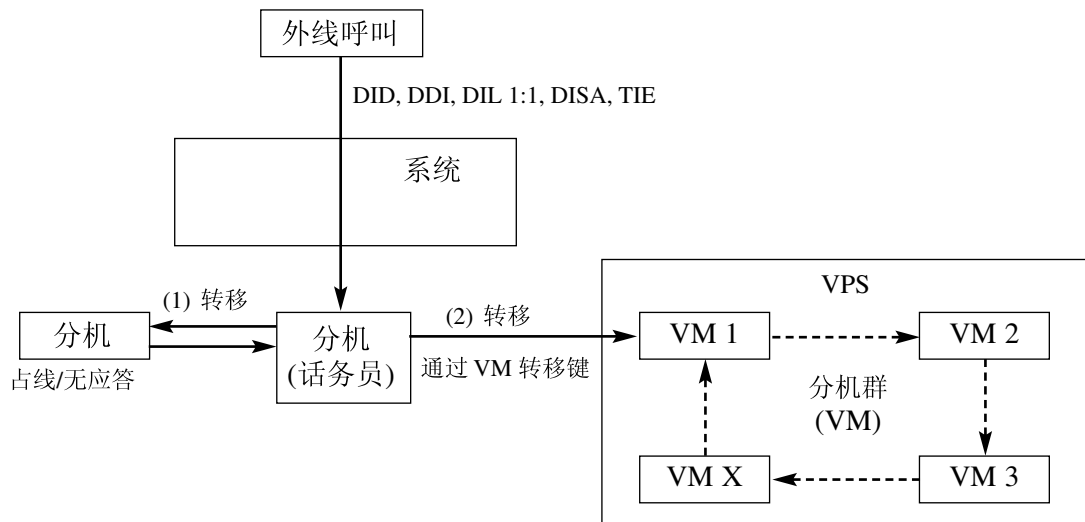 外线呼叫
DID, DDI, DIL 1:1, DISA, TIE
系统
VPS
(1) 转移
(2) 转移
分机
分机
(话务员)
占线/无应答
通过 VM 转移键
VM 1
VM 2
分机群
(VM)
VM X
VM 3